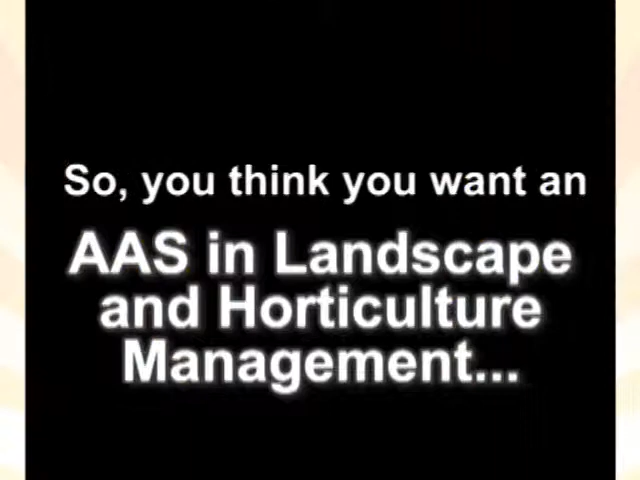 So, you think you want an
AAS in Landscape
and Horticulture
Management...